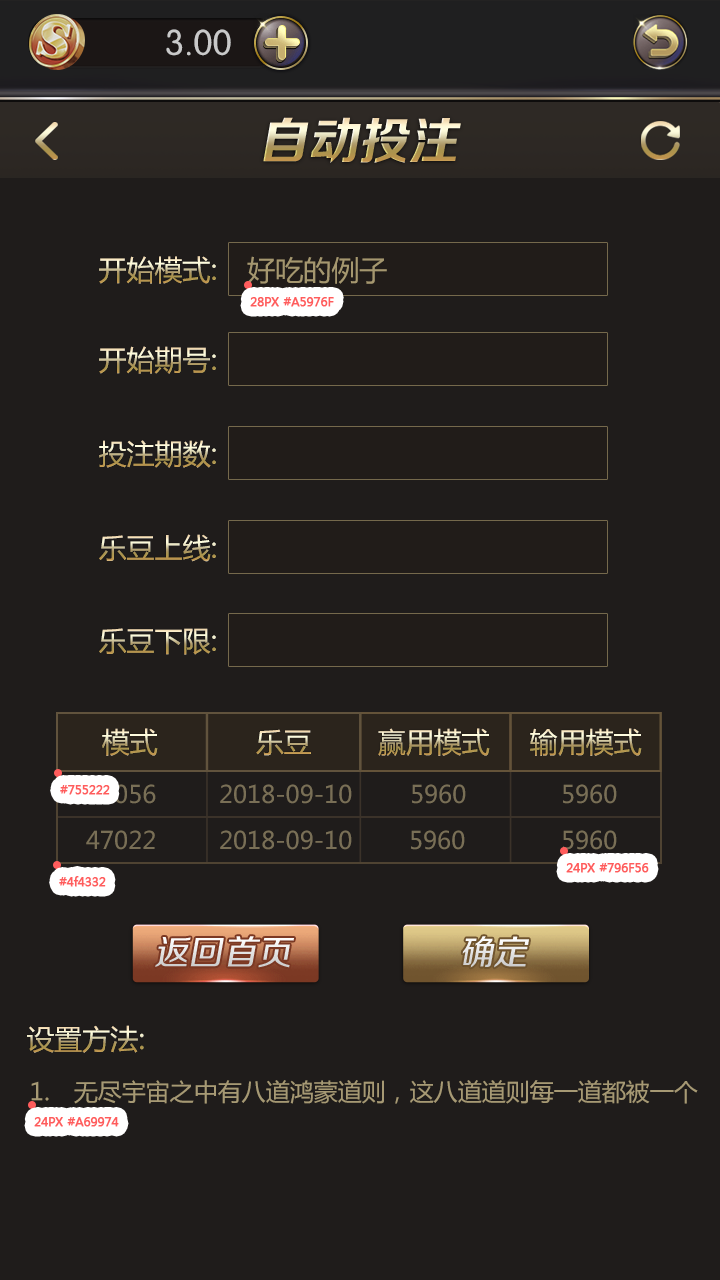 3.00
自动投注
开始模式: 好吃的例子
28PX #A5976F
开始期号:
投注期数:
乐豆上线:
乐豆下限:
模式 乐豆 赢用模式 输用模式
056 2018-09-10 5960 5960
#755222
47022 2018-09-10 5960 5960
#4f4332
24PX #796F56
返回首页 确定
设置方法:
1. 无尽宇宙之中有八道鸿蒙道则，这八道道则每一道都被一个
24PX #A69974